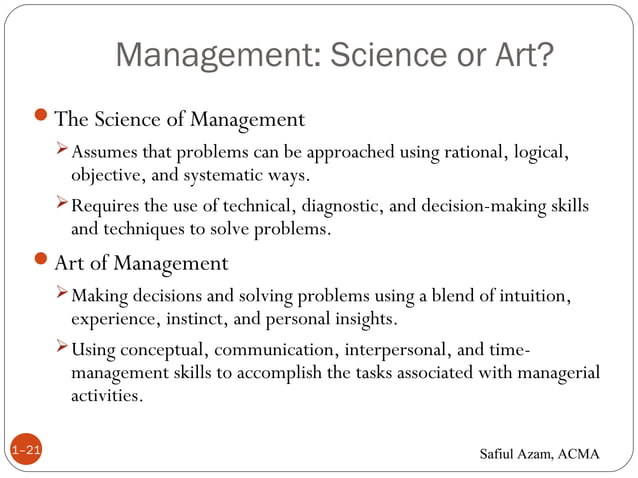 Management: Science or Art?
The Science of Management
Assumes that problems can be approached using rational, logical,
objective, and systematic ways.
Requires the use of technical, diagnostic, and decision-making skills
and techniques to solve problems.
Art of Management
Making decisions and solving problems using a blend of intuition,
experience, instinct, and personal insights.
Using conceptual, communication, interpersonal, and time-
management skills to accomplish the tasks associated with managerial
activities.
1–21
Safiul Azam, ACMA